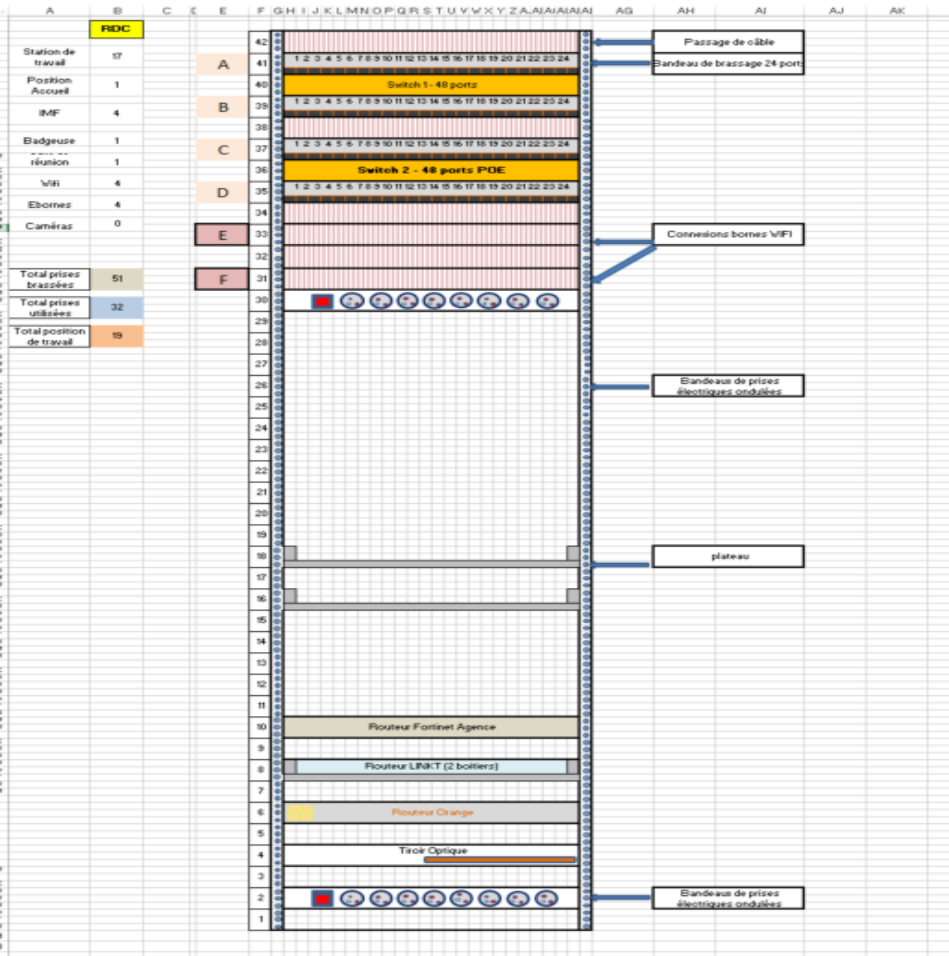 A B C E F G H I J K L M N O P Q R S T U V W X Y Z AG AH AI AJ AK
RDC
Station de travail 17
Position Accueil 1
IMF 4
Badgeuse 1
réunion 1
Wifi 4
Ebornes 4
Caméras 0
Total prises brassées 51
Total prises utilisées 32
Total position de travail 19
A
B
C
D
E
F
42
41 1 2 3 4 5 6 7 8 9 10 11 12 13 14 15 16 17 18 19 20 21 22 23 24
40 Switch 1 - 48 ports
39 1 2 3 4 5 6 7 8 9 10 11 12 13 14 15 16 17 18 19 20 21 22 23 24
38
37 1 2 3 4 5 6 7 8 9 10 11 12 13 14 15 16 17 18 19 20 21 22 23 24
36 Switch 2 - 48 ports POE
35 1 2 3 4 5 6 7 8 9 10 11 12 13 14 15 16 17 18 19 20 21 22 23 24
34
33
32
31
30
29
28
27
26
25
24
23
22
21
20
19
18
17
16
15
14
13
12
11
10 Routeur Fortinet Agence
9
8 Routeur LINKT (2 boitiers)
7
6 Routeur Orange
5
4 Tiroir Optique
3
2
1
Passage de câble
Bandeau de brassage 24 ports
Connexions bornes WIFI
Bandeaux de prises
électriques ondulées
plateau
Bandeaux de prises
électriques ondulées